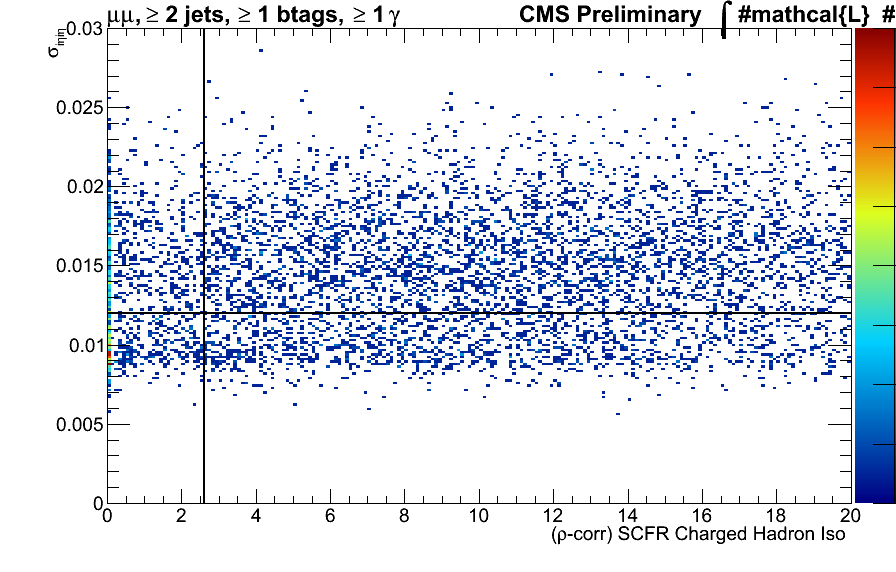 μμ, ≥ 2 jets, ≥ 1 btags, ≥ 1 γ CMS Preliminary ∫ #mathcal{L} #
σiηiη
0.03
0.025
0.02
0.015
0.01
0.005
0
0 2 4 6 8 10 12 14 16 18 20
(ρ-corr) SCFR Charged Hadron Iso